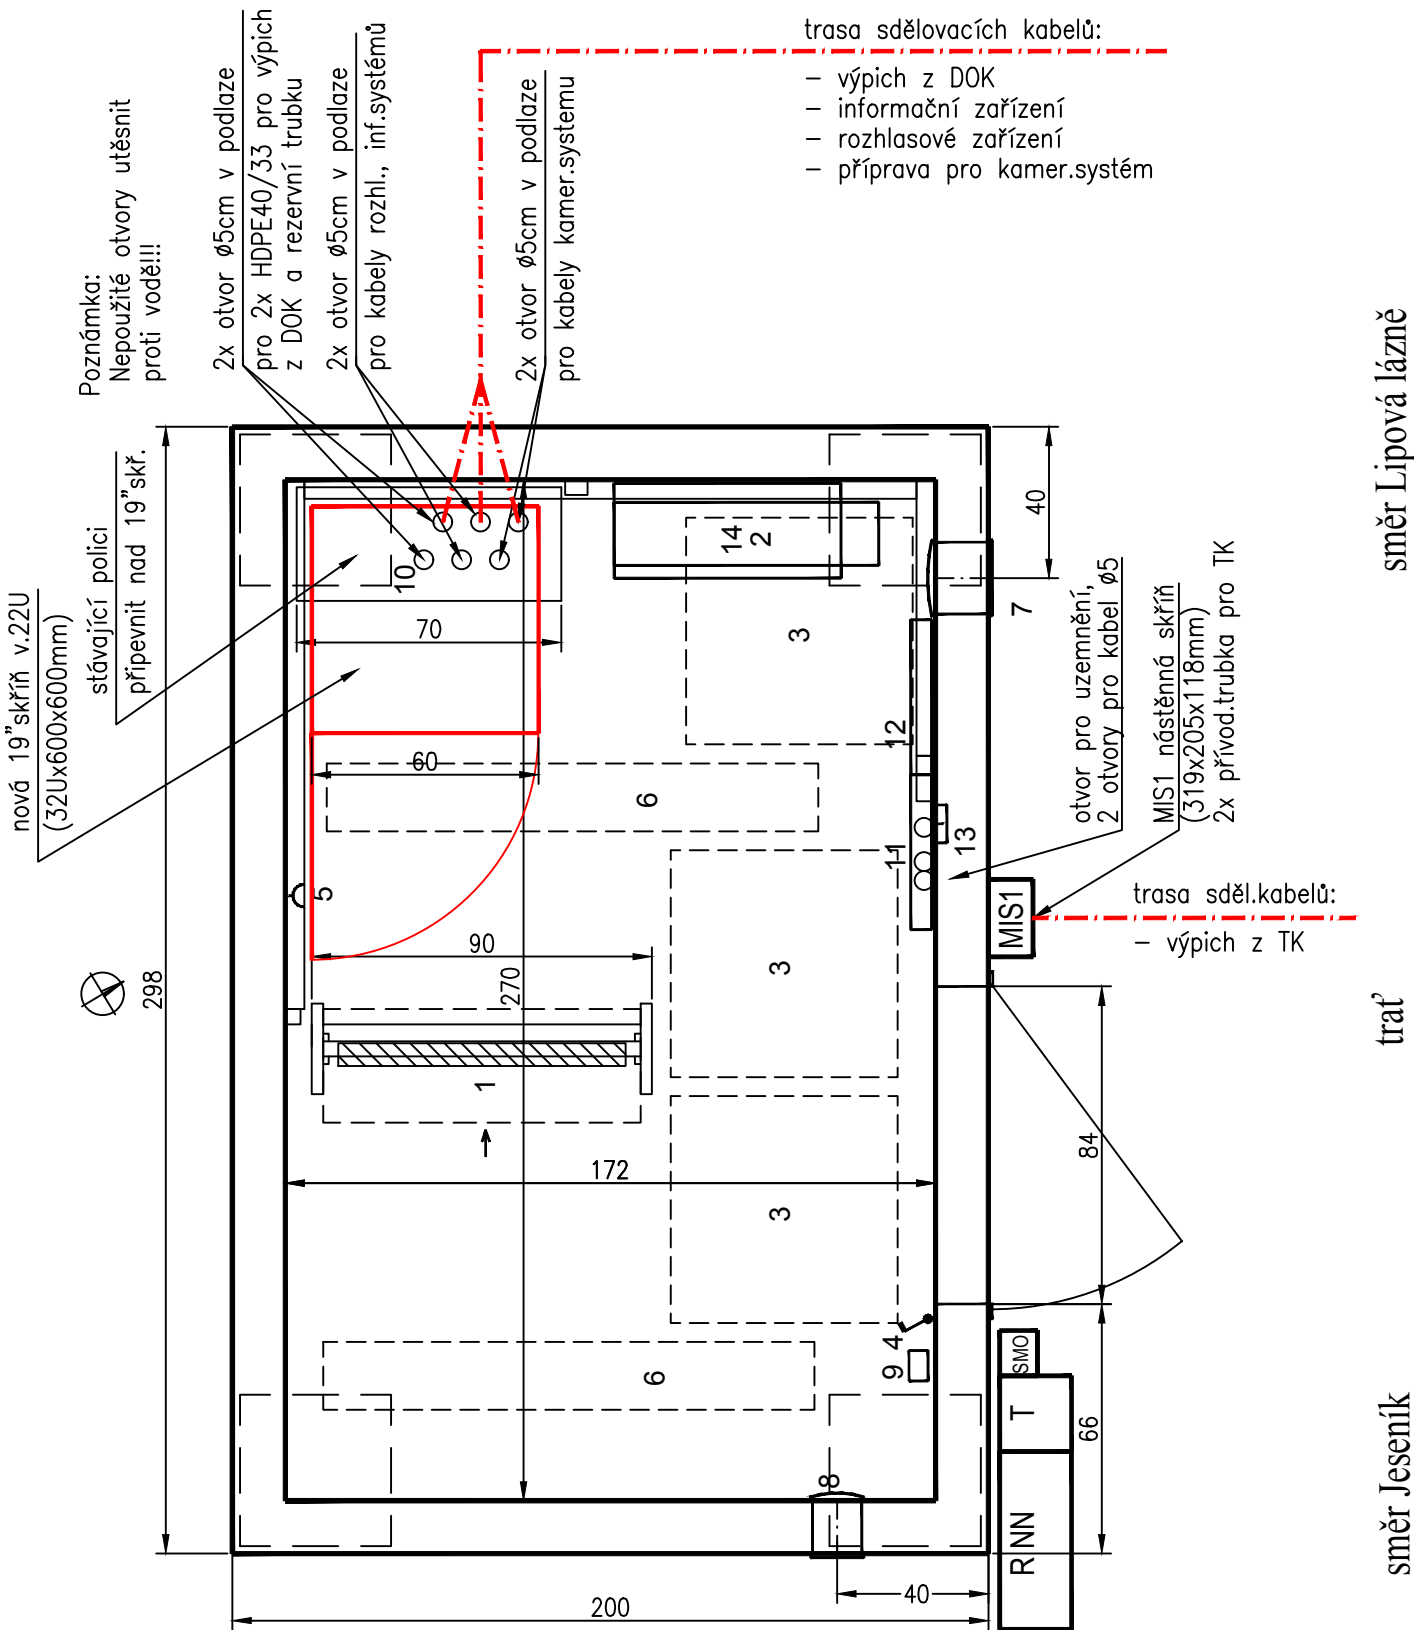 trasa sdělovacích kabelů:
– výpich z DOK
– informační zařízení
– rozhlasové zařízení
– příprava pro kamer.systém
Poznámka:
Nepoužité otvory utěsnit
proti vodě!!!
2x otvor ø5cm v podlaze
pro 2x HDPE40/33 pro výpich
z DOK a rezervní trubku
2x otvor ø5cm v podlaze
pro kabely rozhl., inf.systémů
2x otvor ø5cm v podlaze
pro kabely kamer.systemu
nová 19"skříň v.22U
(32Ux600x600mm)
stávající polici
připevnit nad 19"skř.
298
10
70
60
14
2
3
12
6
11
13
5
90
270
3
1
172
3
4
9
6
8
40
7
otvor pro uzemnění,
2 otvory pro kabel ø5
MIS1 nástěnná skříň
(319x205x118mm)
2x přívod.trubka pro TK
MIS1
trasa sděl.kabelů:
– výpich z TK
84
66
SMO
T
R NN
40
200
směr Lipová lázně
trať
směr Jeseník